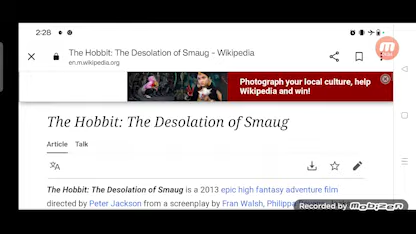 2:28
The Hobbit: The Desolation of Smaug - Wikipedia
en.m.wikipedia.org
Photograph your local culture, help
Wikipedia and win!
The Hobbit: The Desolation of Smaug
Article Talk
The Hobbit: The Desolation of Smaug is a 2013 epic high fantasy adventure film
directed by Peter Jackson from a screenplay by Fran Walsh,
Recorded by Mobizen